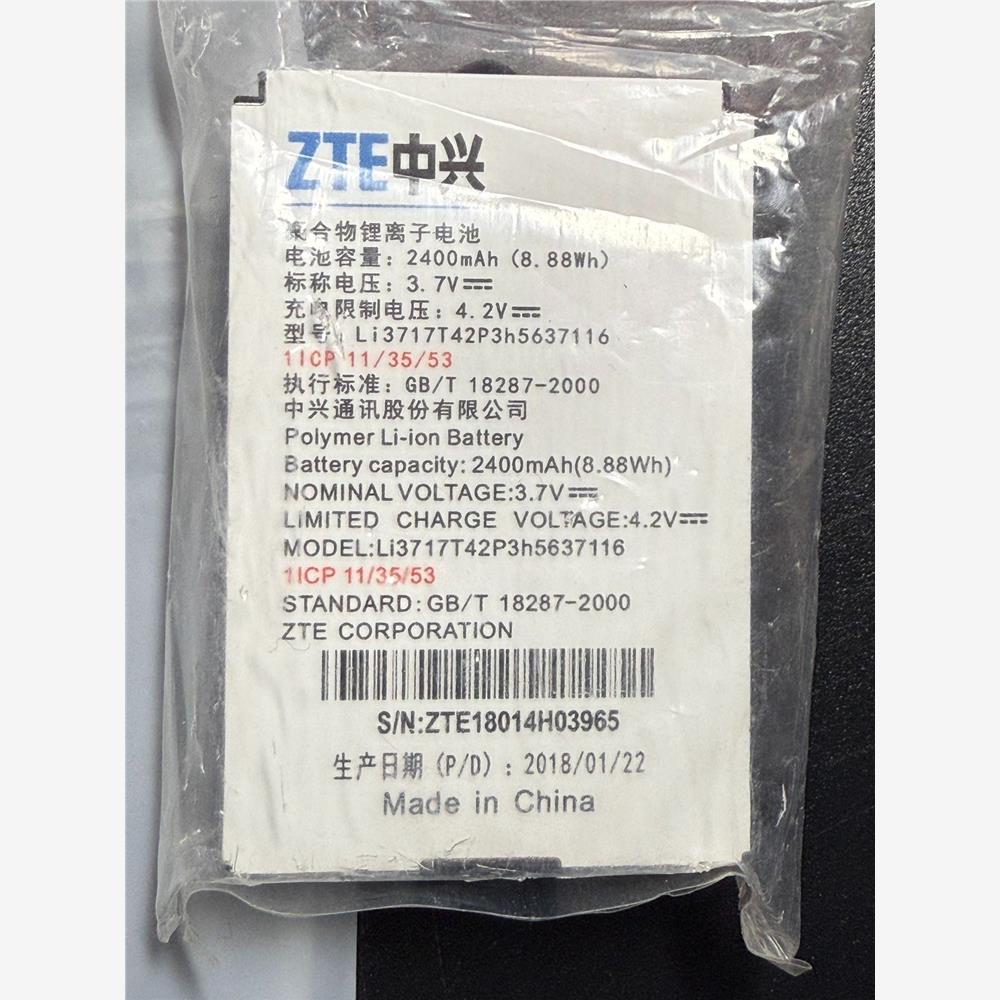 ZTE中兴
聚合物锂离子电池
电池容量: 2400mAh (8.88Wh)
标称电压: 3.7V
充电限制电压: 4.2V
型号: Li3717T42P3h5637116
1ICP 11/35/53
执行标准: GB/T 18287-2000
中兴通讯股份有限公司
Polymer Li-ion Battery
Battery capacity: 2400mAh(8.88Wh)
NOMINAL VOLTAGE:3.7V
LIMITED CHARGE VOLTAGE:4.2V
MODEL:Li3717T42P3h5637116
1ICP 11/35/53
STANDARD: GB/T 18287-2000
ZTE CORPORATION
S/N:ZTE18014H03965
生产日期 (P/D) : 2018/01/22
Made in China